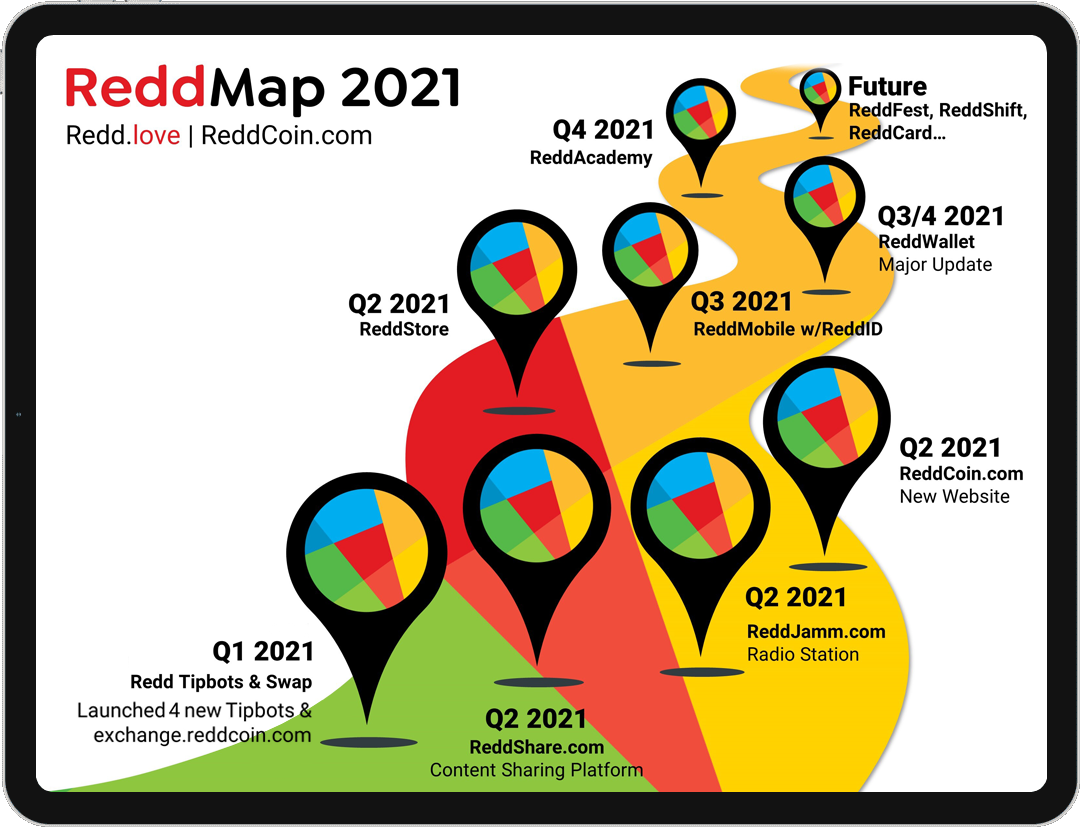 ReddMap 2021
Redd.love | ReddCoin.com
Future
ReddFest, ReddShift,
ReddCard...
Q4 2021
ReddAcademy
Q3/4 2021
ReddWallet
Major Update
Q2 2021
ReddStore
Q3 2021
ReddMobile w/ReddID
Q2 2021
ReddCoin.com
New Website
Q2 2021
ReddJamm.com
Radio Station
Q1 2021
Redd Tipbots & Swap
Launched 4 new Tipbots &
exchange.reddcoin.com
Q2 2021
ReddShare.com
Content Sharing Platform